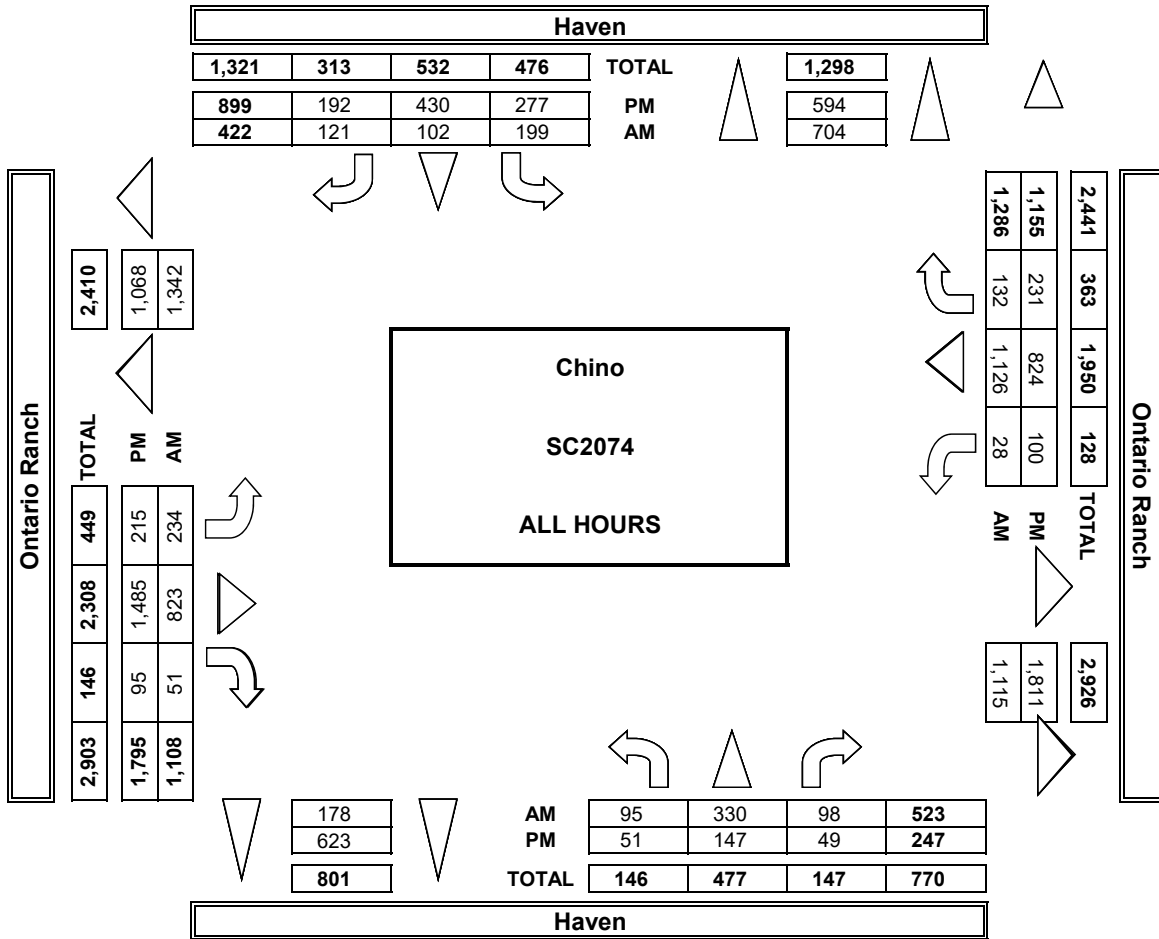 Haven
1,321 313 532 476 TOTAL 1,298
899 192 430 277 PM 594
422 121 102 199 AM 704
Ontario Ranch
2,410
1,068
1,342
TOTAL 449 2,308 146 2,903
PM 215 1,485 95 1,795
AM 234 823 51 1,108
Chino
SC2074
ALL HOURS
2,441 363 1,950 128 TOTAL 2,926
1,155 231 824 100 PM 1,811
1,286 132 1,126 28 AM 1,115
Ontario Ranch
178 AM 95 330 98 523
623 PM 51 147 49 247
801 TOTAL 146 477 147 770
Haven